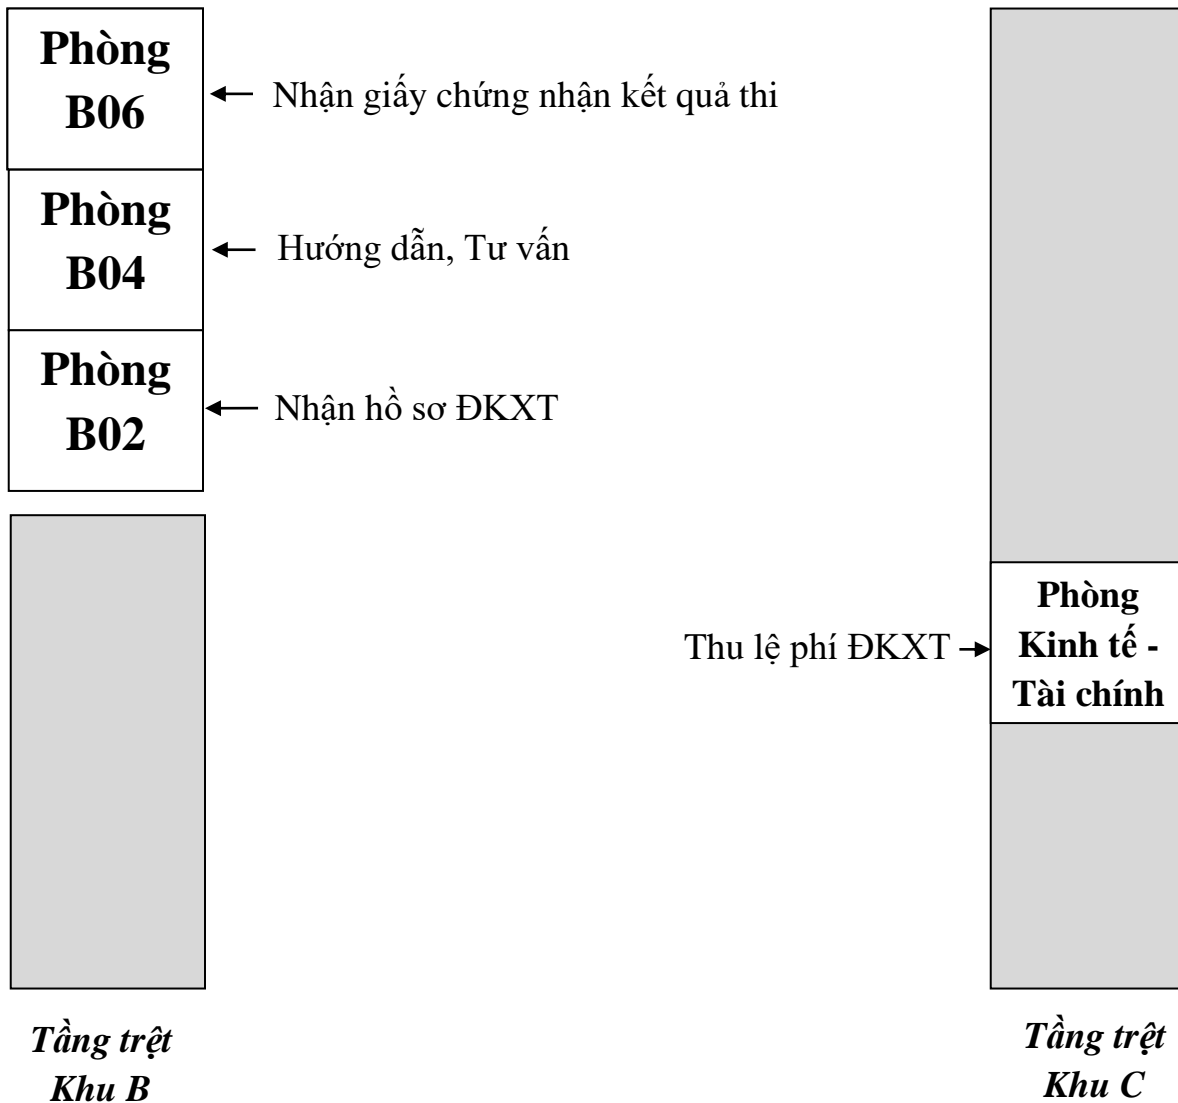 Phòng
B06
Nhận giấy chứng nhận kết quả thi
Phòng
B04
Hướng dẫn, Tư vấn
Phòng
B02
Nhận hồ sơ ĐKXT
Thu lệ phí ĐKXT
Phòng
Kinh tế -
Tài chính
Tầng trệt
Khu B
Tầng trệt
Khu C